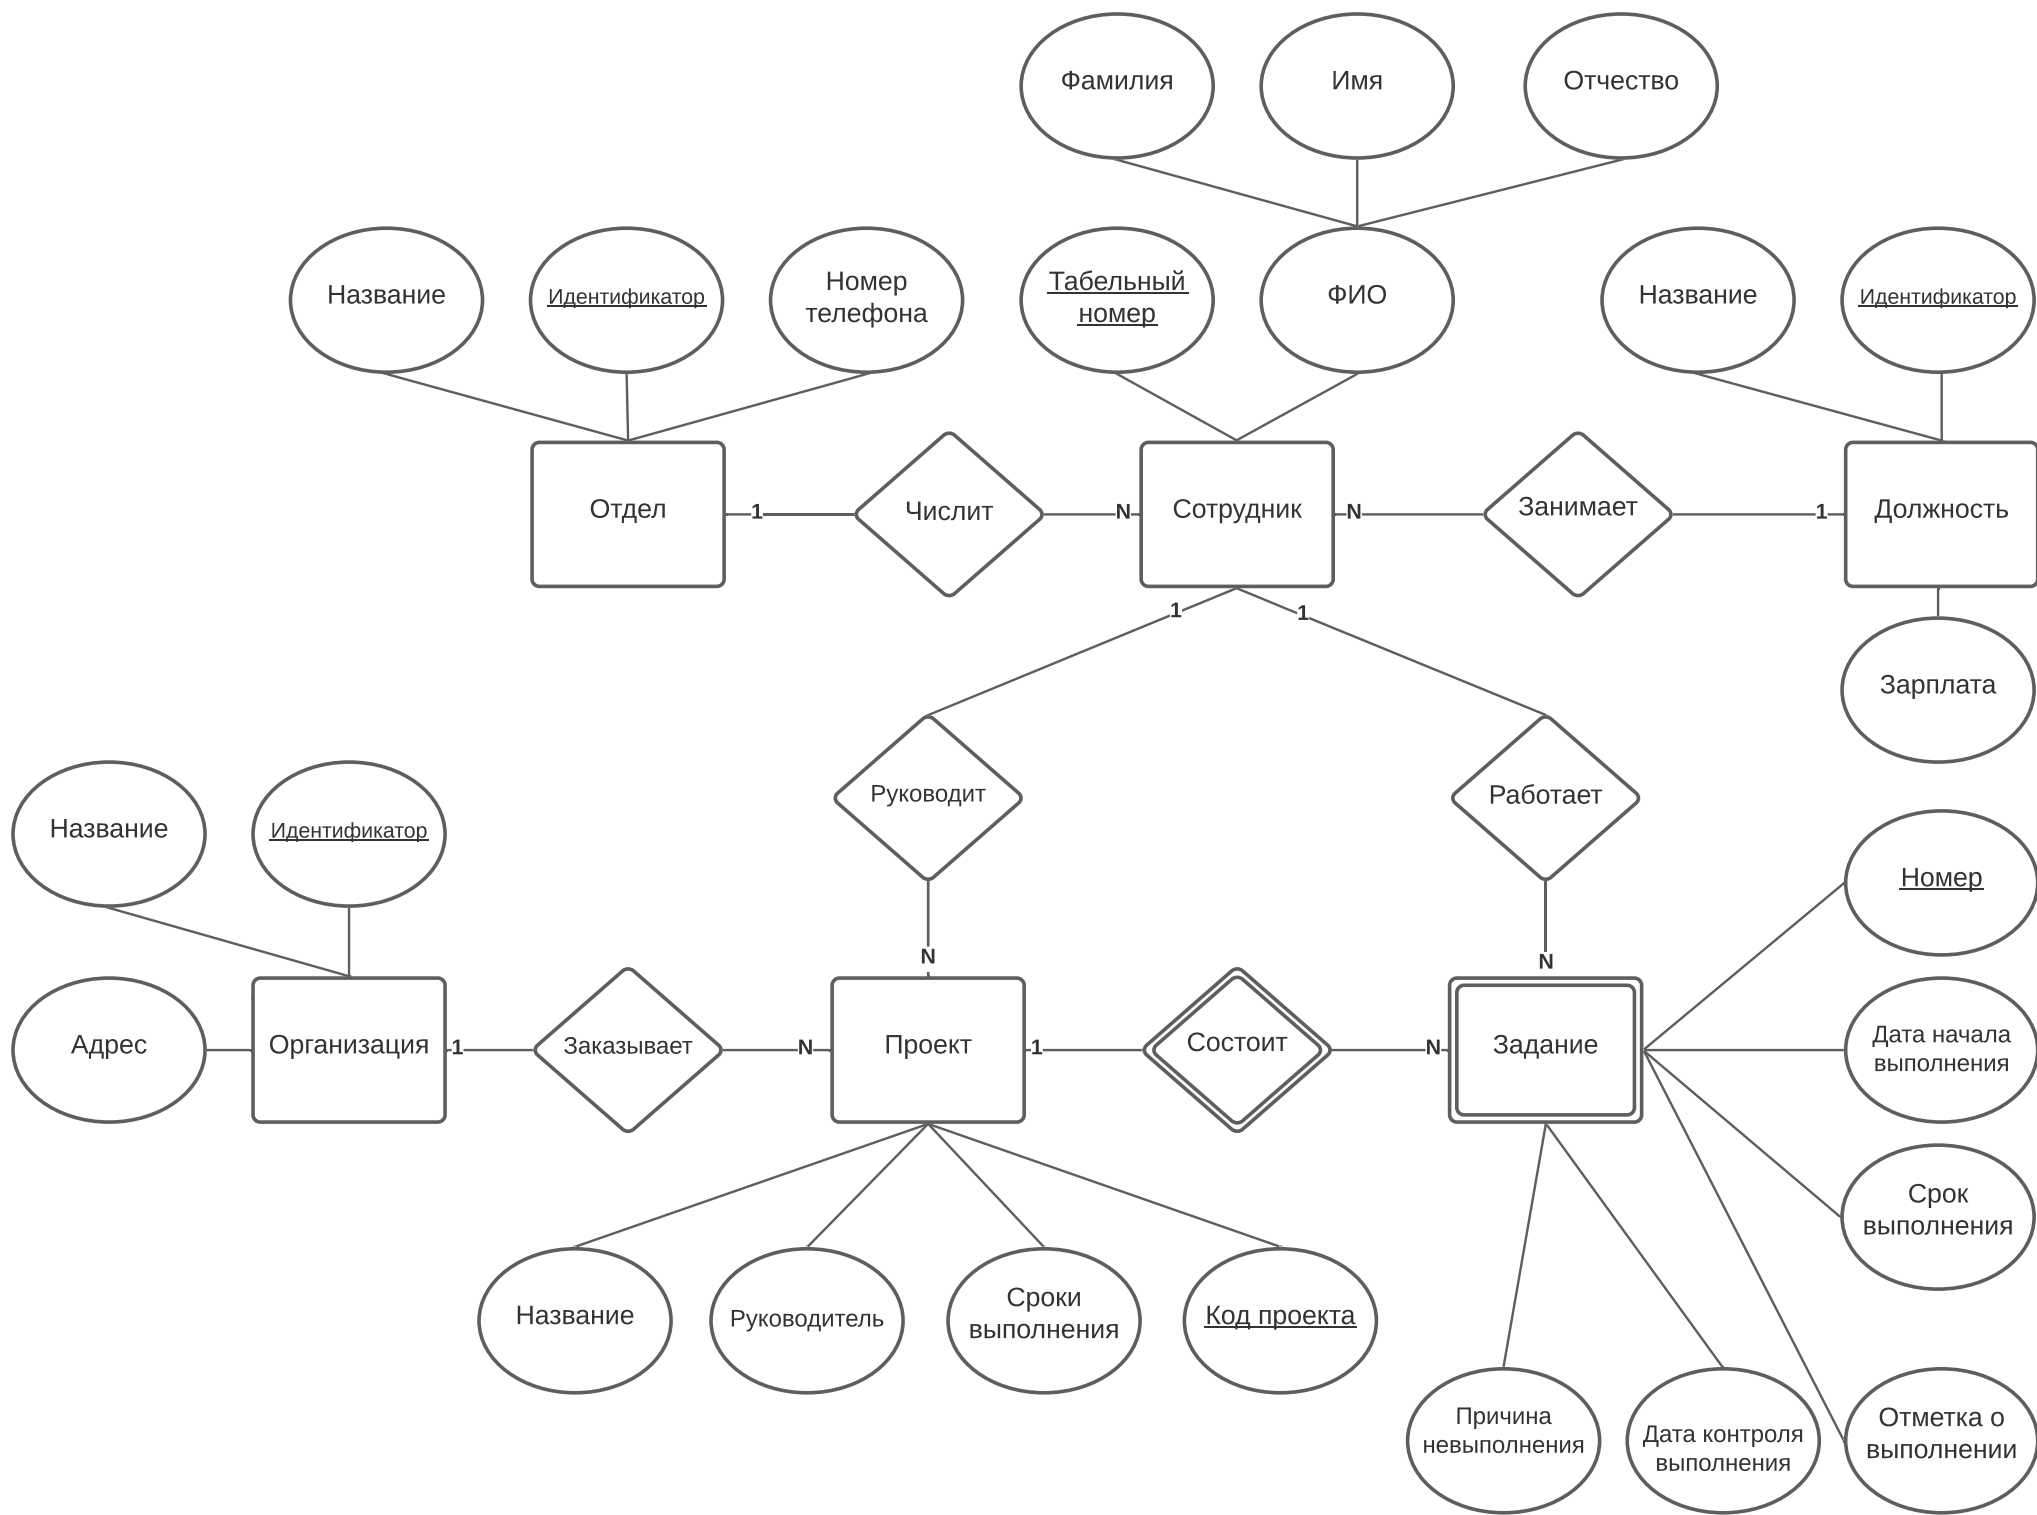 Фамилия
Имя
Отчество
Название
Идентификатор
Номер
телефона
Табельный
номер
ФИО
Название
Идентификатор
Отдел
1
Числит
N
Сотрудник
N
Занимает
1
Должность
1
1
Зарплата
Руководит
Работает
Название
Идентификатор
Номер
N
N
Адрес
Организация
1
Заказывает
N
Проект
1
Состоит
N
Задание
Дата начала
выполнения
Срок
выполнения
Название
Руководитель
Сроки
выполнения
Код проекта
Причина
невыполнения
Дата контроля
выполнения
Отметка о
выполнении